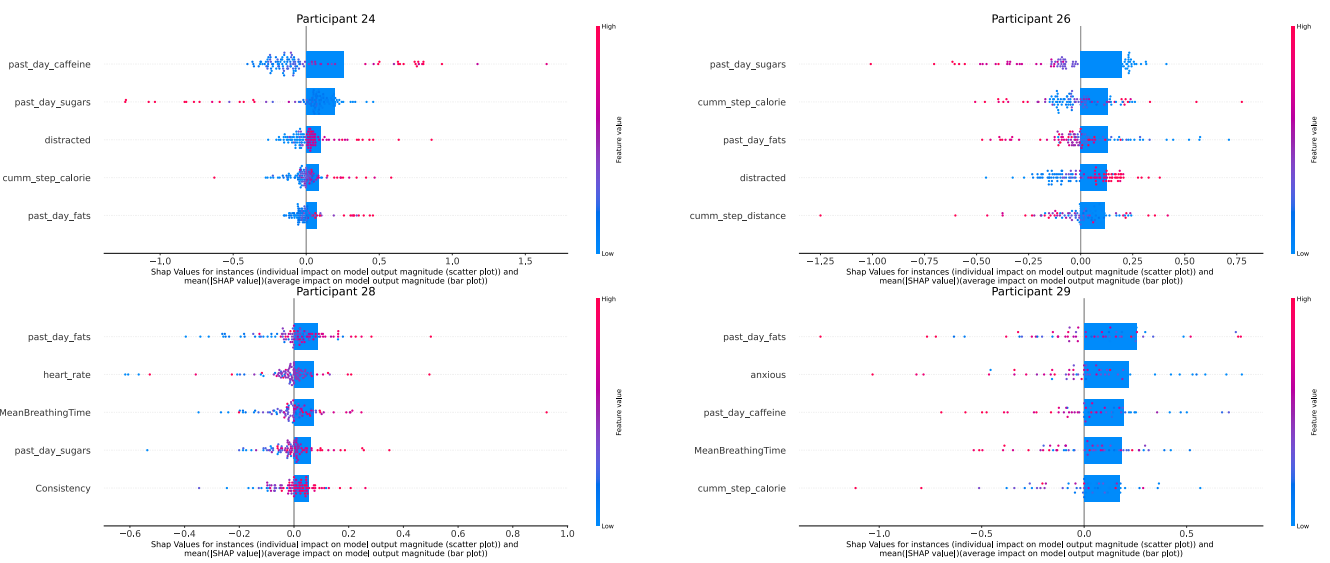 Participant 24
High
past_day_caffeine
past_day_sugars
distracted
cumm_step_calorie
past_day_fats
Feature value
Low
−1,0
−0,5
0.0
0,5
1,0
1,5
Shap Values for instances (individual impact on model output magnitude (scatter plot)) and
mean(|SHAP value|)(average impact on model output magnitude (bar plot))
Participant 26
High
past_day_sugars
cumm_step_calorie
past_day_fats
distracted
cumm_step_distance
Feature value
Low
−1,25
−1.00
−0.75
−0.50
−0.25
0.00
0.25
0.50
0,75
Shap Values for instances (individual impact on model output magnitude (scatter plot)) and
mean(|SHAP value|)(average impact on model output magnitude (bar plot))
Participant 28
High
past_day_fats
heart_rate
MeanBreathingTime
past_day_sugars
Consistency
Feature value
Low
−0.6
−0.4
−0.2
0.0
0.2
0.4
0.6
0.8
1.0
Shap Values for instances (individual impact on model output magnitude (scatter plot)) and
mean(|SHAP value|)(average impact on model output magnitude (bar plot))
Participant 29
High
past_day_fats
anxious
past_day_caffeine
MeanBreathingTime
cumm_step_calorie
Feature value
Low
−1.0
−0.5
0.0
0.5
Shap Values for instances (individual impact on model output magnitude (scatter plot)) and
mean(|SHAP value|)(average impact on model output magnitude (bar plot))